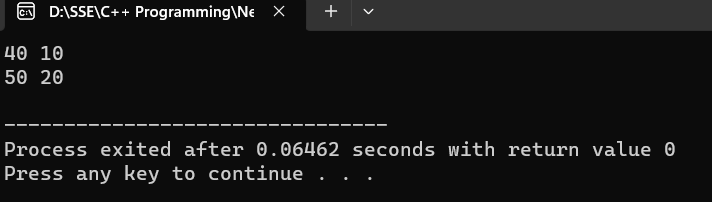 D:\SSE\C++ Programming\Ne
40 10
50 20
--------------------------------
Process exited after 0.06462 seconds with return value 0
Press any key to continue . . .